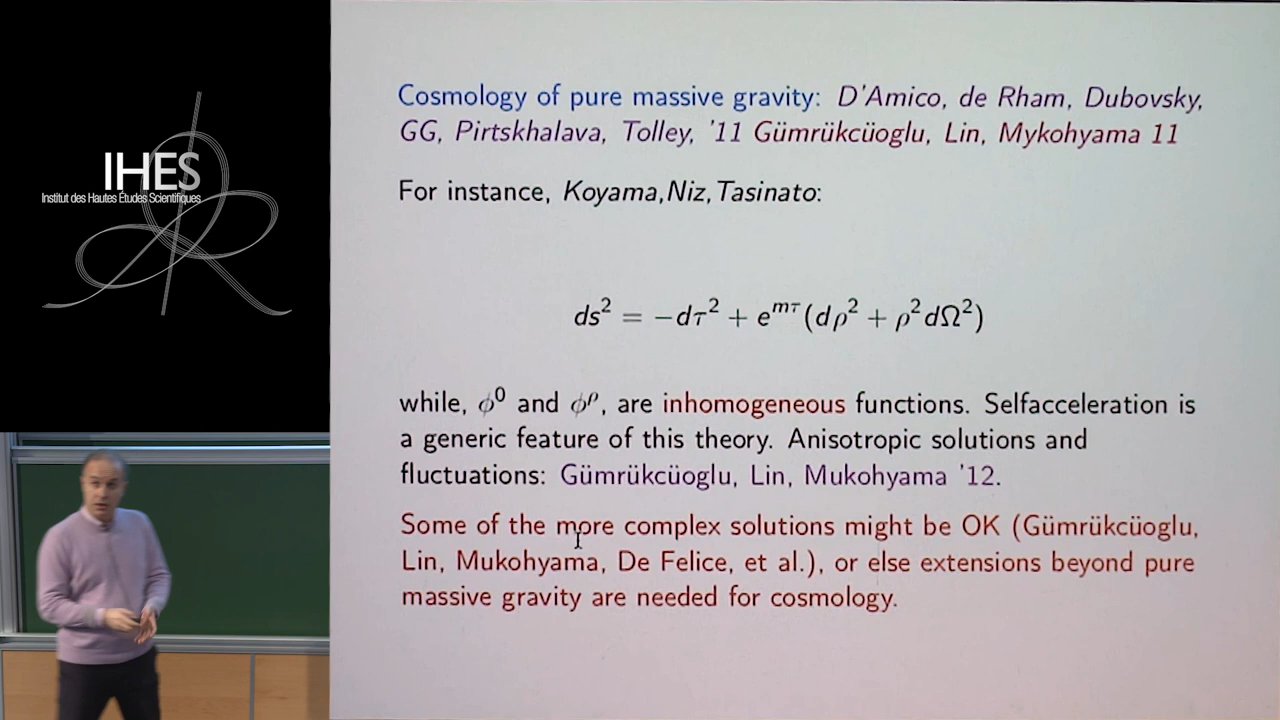 IHES
Institut des Hautes Études Scientifiques
Cosmology of pure massive gravity: D'Amico, de Rham, Dubovsky,
GG, Pirtskhalava, Tolley, '11 Gümrükcüoglu, Lin, Mykohyama 11
For instance, Koyama,Niz,Tasinato:
ds² = −dτ² + e^{mτ}(dρ² + ρ²dΩ²)
while, ϕ⁰ and ϕ^ρ, are inhomogeneous functions. Selfacceleration is
a generic feature of this theory. Anisotropic solutions and
fluctuations: Gümrükcüoglu, Lin, Mukohyama '12.
Some of the more complex solutions might be OK (Gümrükcüoglu,
Lin, Mukohyama, De Felice, et al.), or else extensions beyond pure
massive gravity are needed for cosmology.